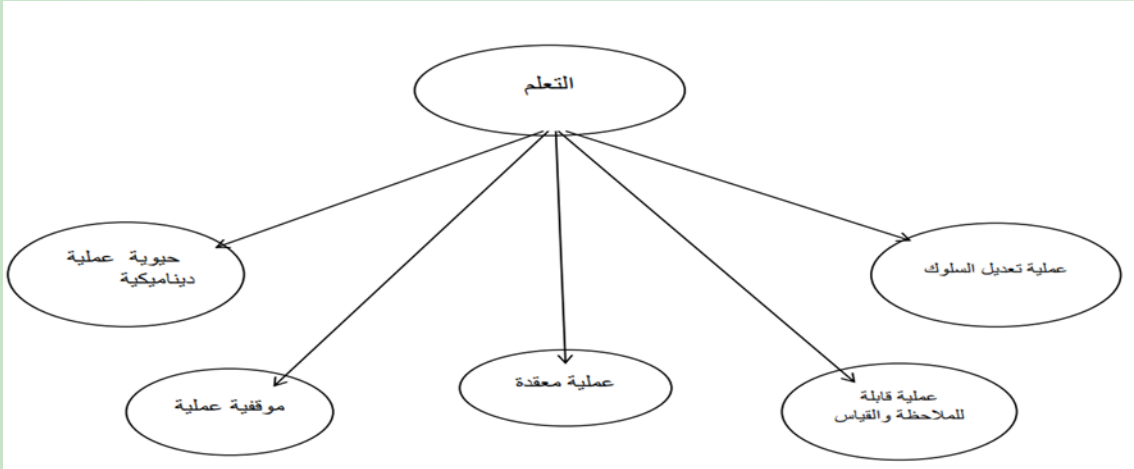 التعلم
عملية تعديل السلوك
عملية قابلة
للملاحظة والقياس
عملية معقدة
موقفية عملية
حيوية عملية
ديناميكية